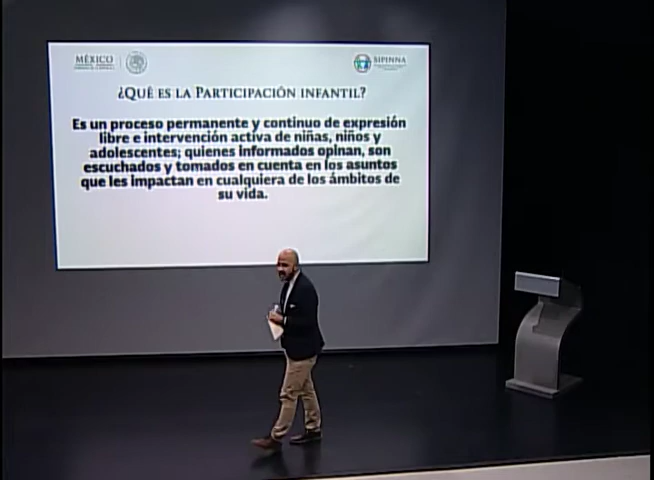 MÉXICO
SIPINNA
¿QUÉ ES LA PARTICIPACIÓN INFANTIL?
Es un proceso permanente y continuo de expresión
libre e intervención activa de niñas, niños y
adolescentes; quienes informados opinan, son
escuchados y tomados en cuenta en los asuntos
que les impactan en cualquiera de los ámbitos de
su vida.